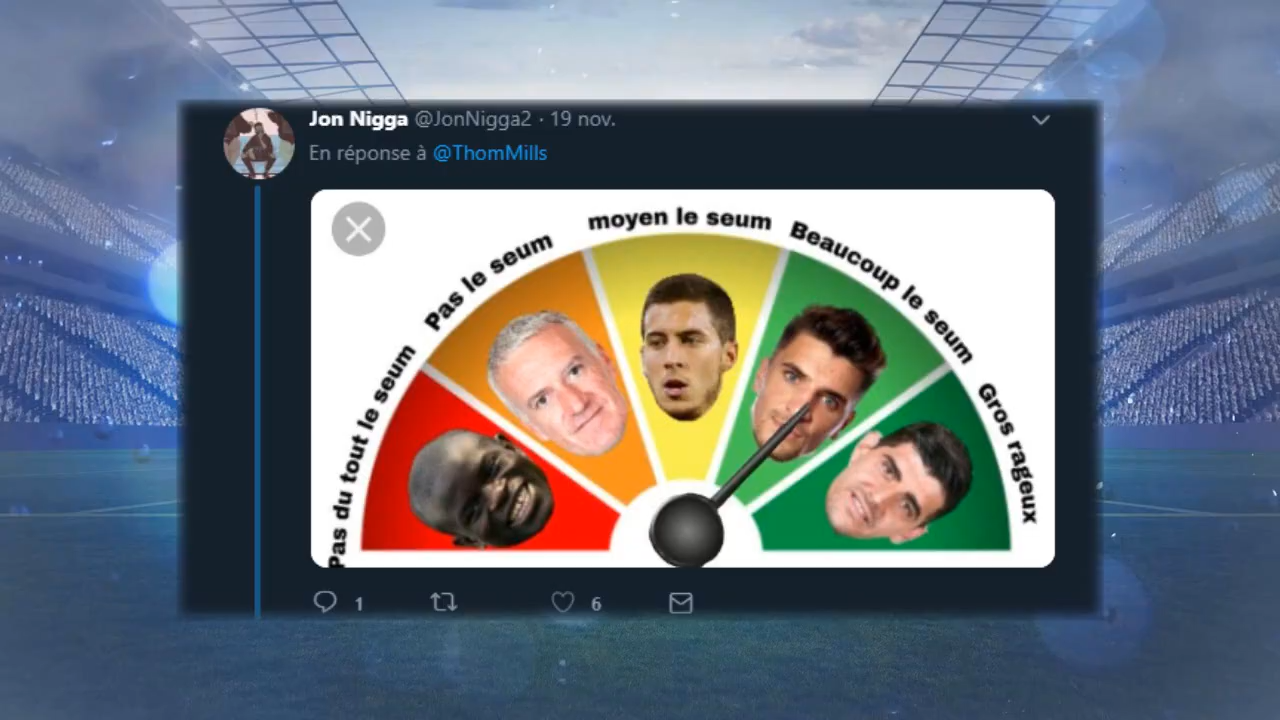 Jon Nigga @JonNigga2 · 19 nov.
En réponse à @ThomMills
Pas du tout le seum
Pas le seum
moyen le seum
Beaucoup le seum
Gros rageux
1
6